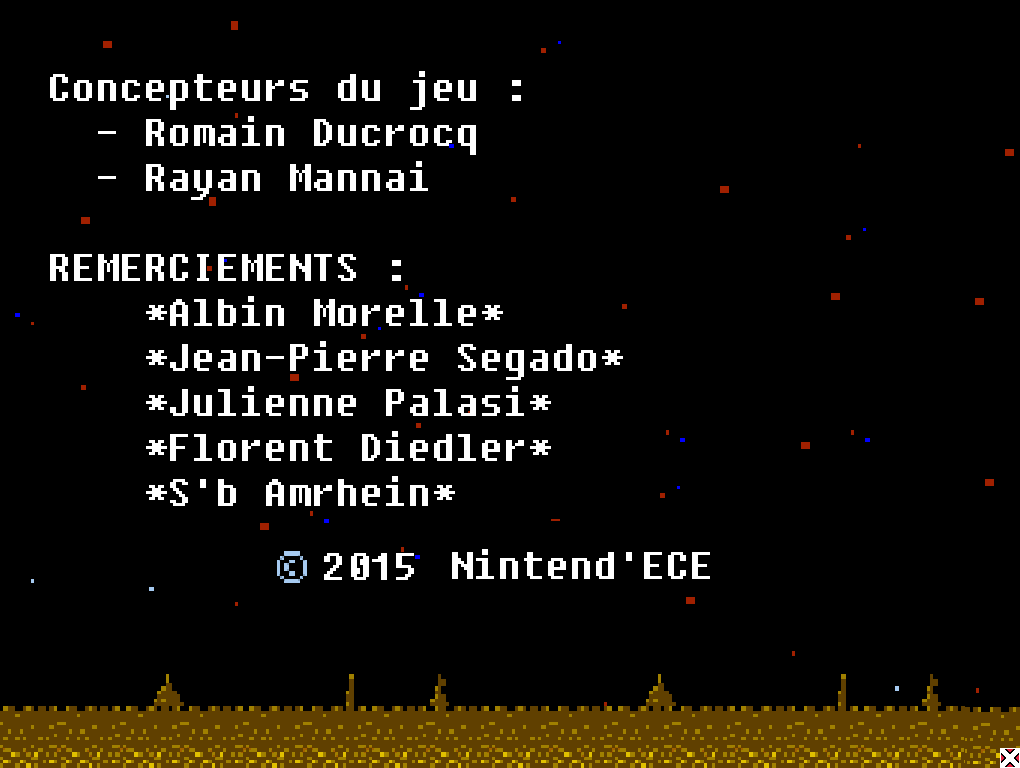 Concepteurs du jeu :
- Romain Ducrocq
- Rayan Mannai
REMERCIEMENTS :
*Albin Morelle*
*Jean-Pierre Segado*
*Julienne Palasi*
*Florent Diedler*
*S'b Amrhein*
© 2015 Nintend'ECE